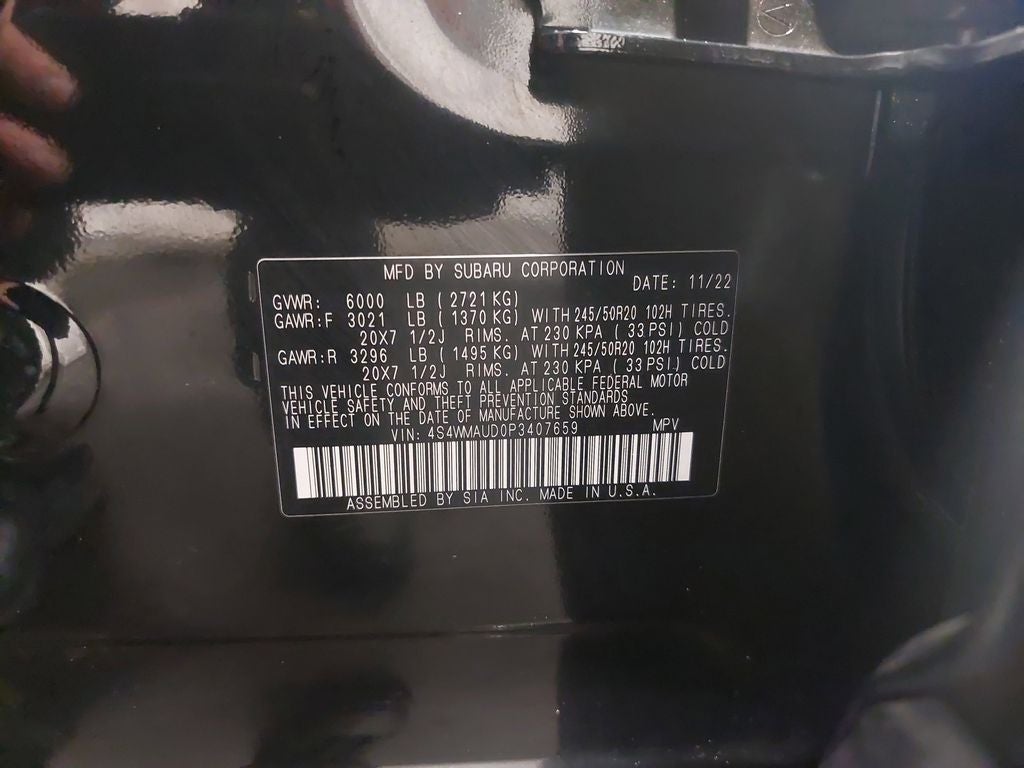 MFD BY SUBARU CORPORATION DATE: 11/22
GVWR: 6000 LB ( 2721 KG)
GAWR:F 3021 LB ( 1370 KG) WITH 245/50R20 102H TIRES.
20X7 1/2J RIMS. AT 230 KPA ( 33 PSI) COLD
GAWR:R 3296 LB ( 1495 KG) WITH 245/50R20 102H TIRES.
20X7 1/2J RIMS. AT 230 KPA ( 33 PSI) COLD
THIS VEHICLE CONFORMS TO ALL APPLICABLE FEDERAL MOTOR
VEHICLE SAFETY AND THEFT PREVENTION STANDARDS
IN EFFECT ON THE DATE OF MANUFACTURE SHOWN ABOVE.
VIN: 4S4WMAUD0P3407659 MPV
ASSEMBLED BY SIA INC. MADE IN U.S.A.